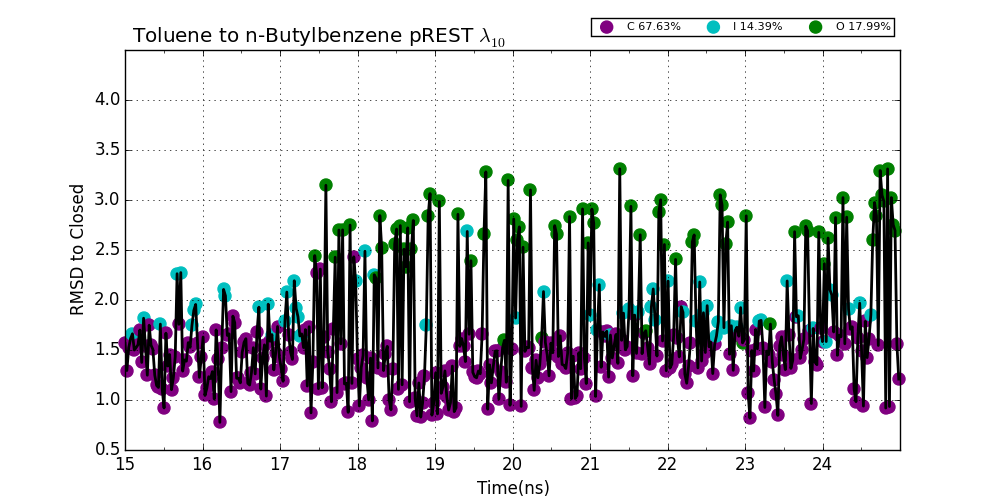 Toluene to n-Butylbenzene pREST λ10
C 67.63% I 14.39% O 17.99%
4.0
3.5
3.0
2.5
2.0
1.5
1.0
0.5
RMSD to Closed
15 16 17 18 19 20 21 22 23 24
Time(ns)